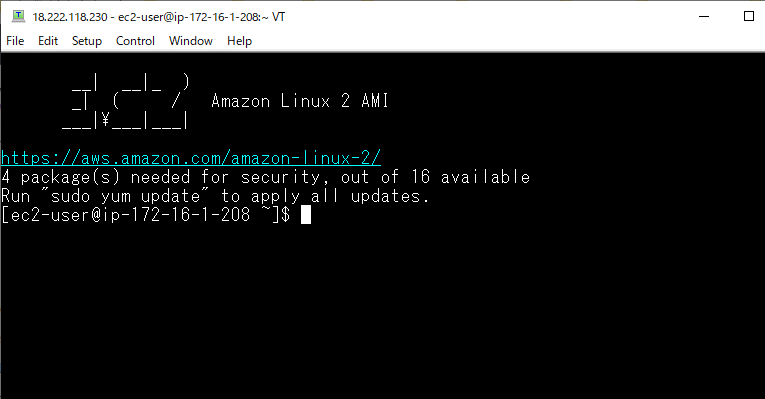 18.222.118.230 - ec2-user@ip-172-16-1-208:~ VT
File Edit Setup Control Window Help
__|  __|_  )
_|  (     /   Amazon Linux 2 AMI
___|¥___|___|
https://aws.amazon.com/amazon-linux-2/
4 package(s) needed for security, out of 16 available
Run "sudo yum update" to apply all updates.
[ec2-user@ip-172-16-1-208 ~]$